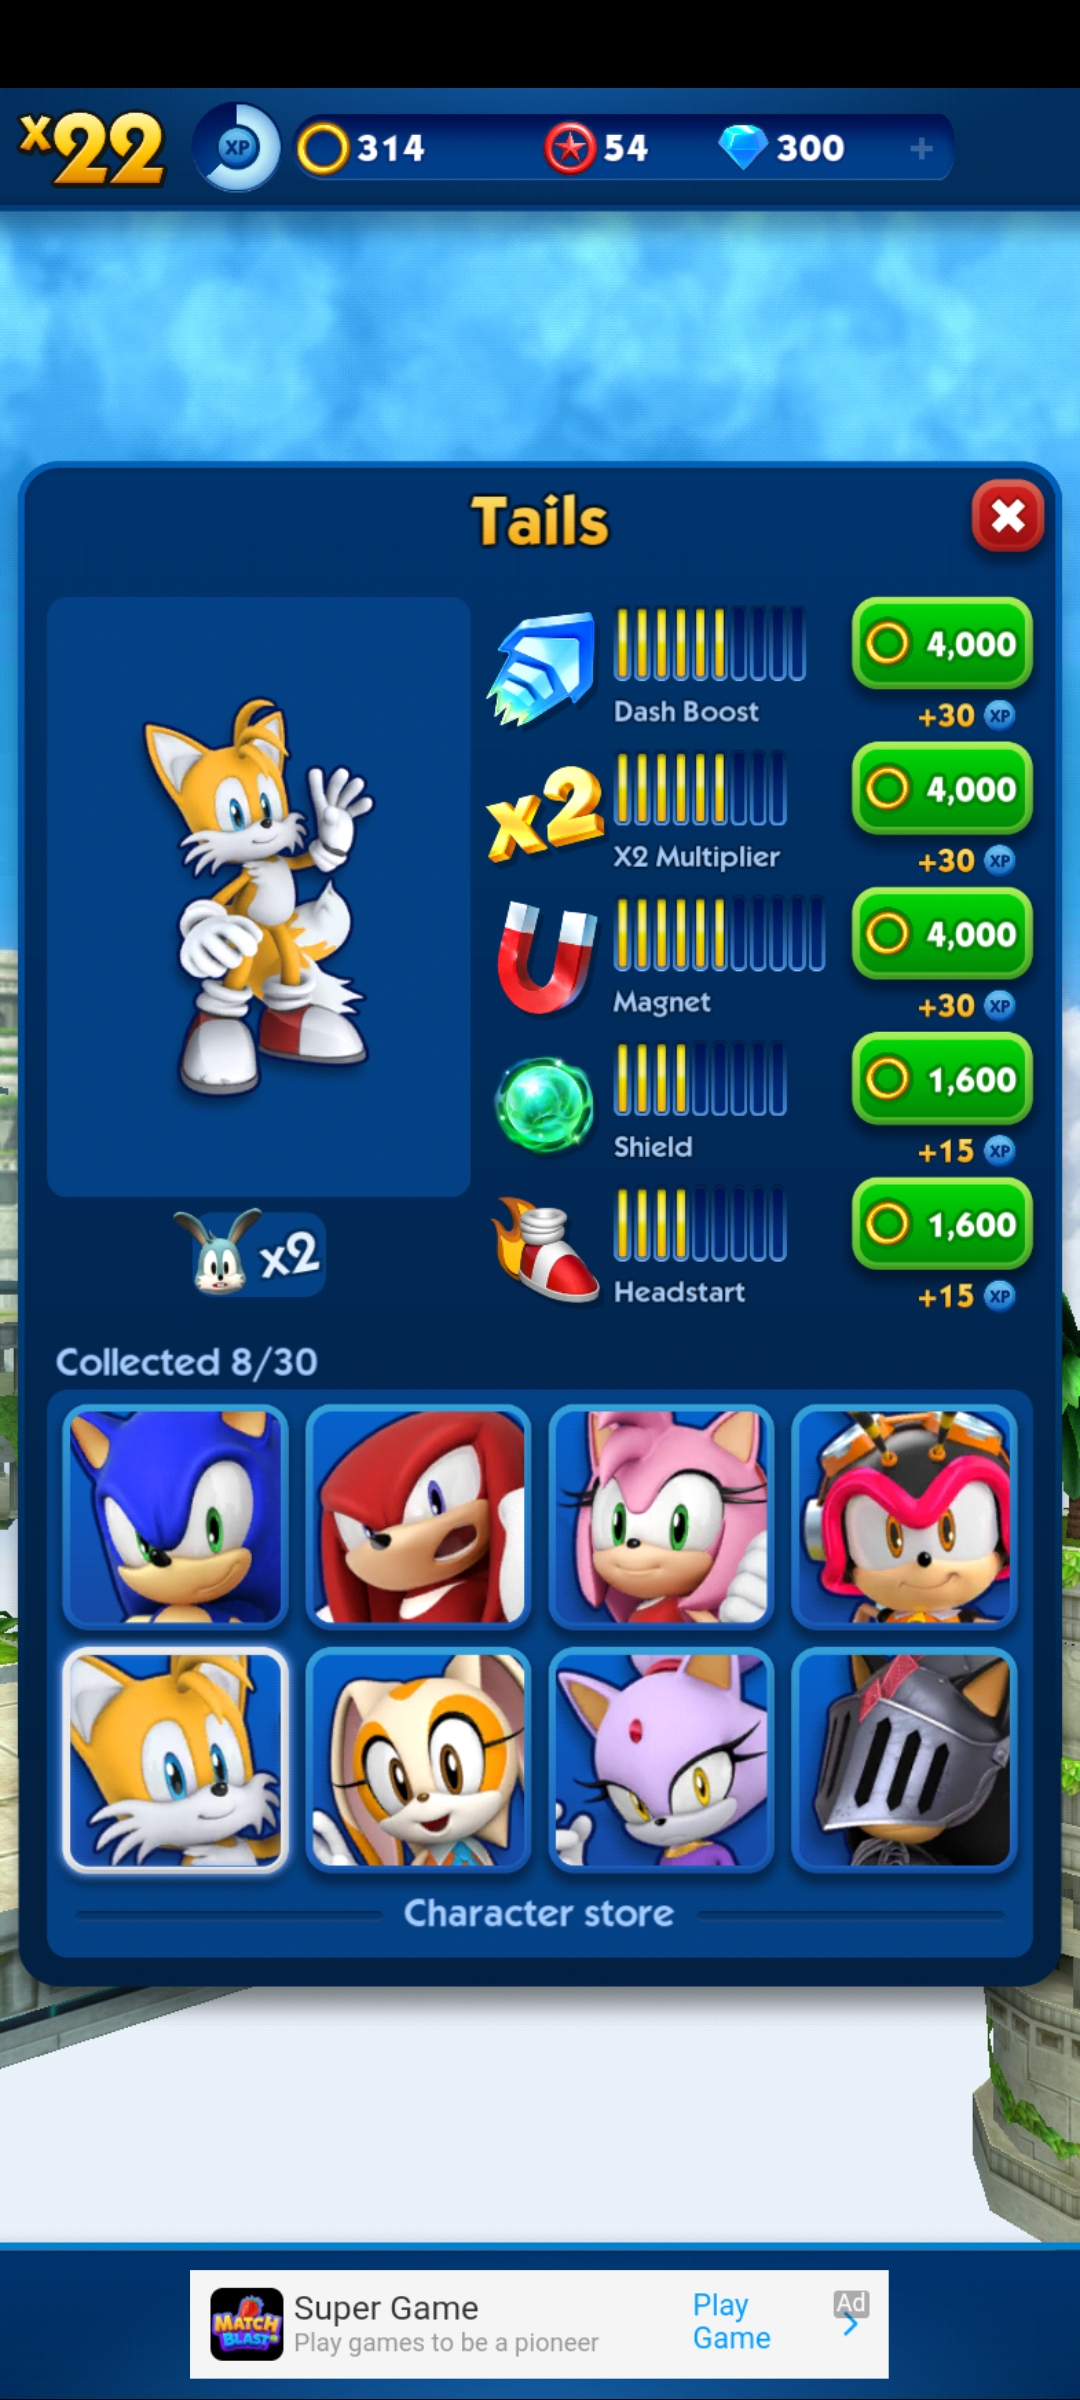 x22 XP 314 54 300 +
Tails
4,000
Dash Boost
+30 XP
x2
4,000
X2 Multiplier
+30 XP
4,000
Magnet
+30 XP
1,600
Shield
+15 XP
1,600
Headstart
+15 XP
x2
Collected 8/30
Character store
MATCH
BLAST
Super Game
Play games to be a pioneer
Play
Game
Ad